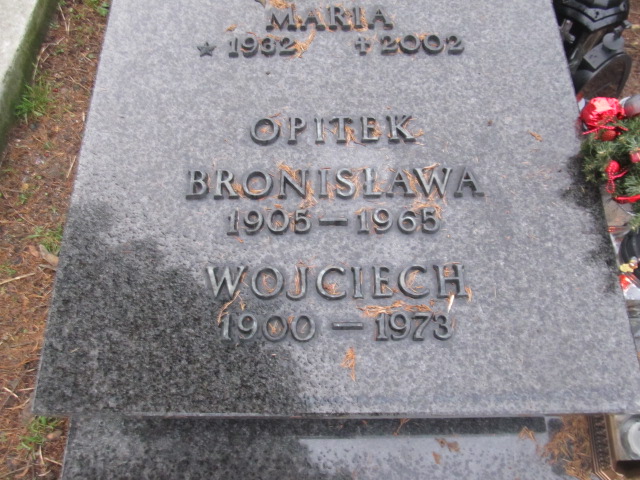 MARIA
★ 1932 ✝ 2002
OPITEK
BRONISŁAWA
1905 – 1965
WOJCIECH
1900 – 1973